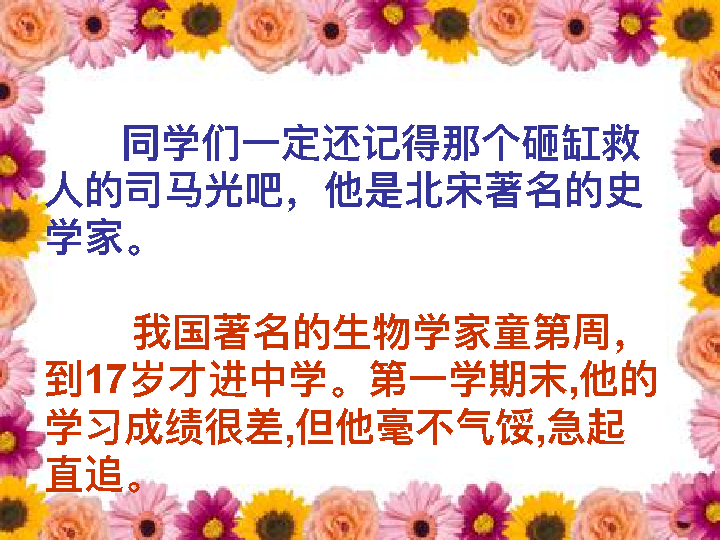 同学们一定还记得那个砸缸救
人的司马光吧，他是北宋著名的史
学家。
我国著名的生物学家童第周，
到17岁才进中学。第一学期末,他的
学习成绩很差,但他毫不气馁,急起
直追。